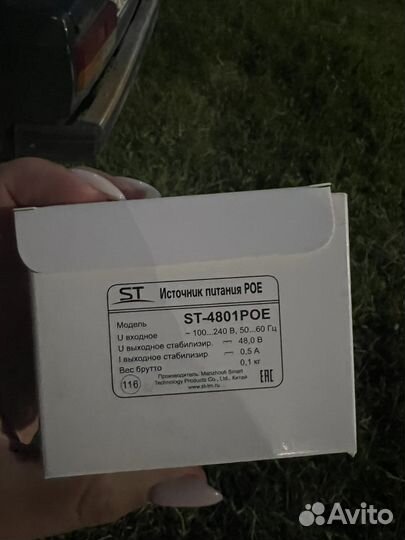 ST Источник питания POE
Модель ST-4801POE
U входное ~ 100...240 В, 50...60 Гц
U выходное стабилизир. 48,0 В
I выходное стабилизир. 0,5 А
Вес брутто 0,1 кг
116 Производитель: Manzhouli Smart
Technology Products Co., Ltd., Китай
www.st-tm.ru
EAC
Avito